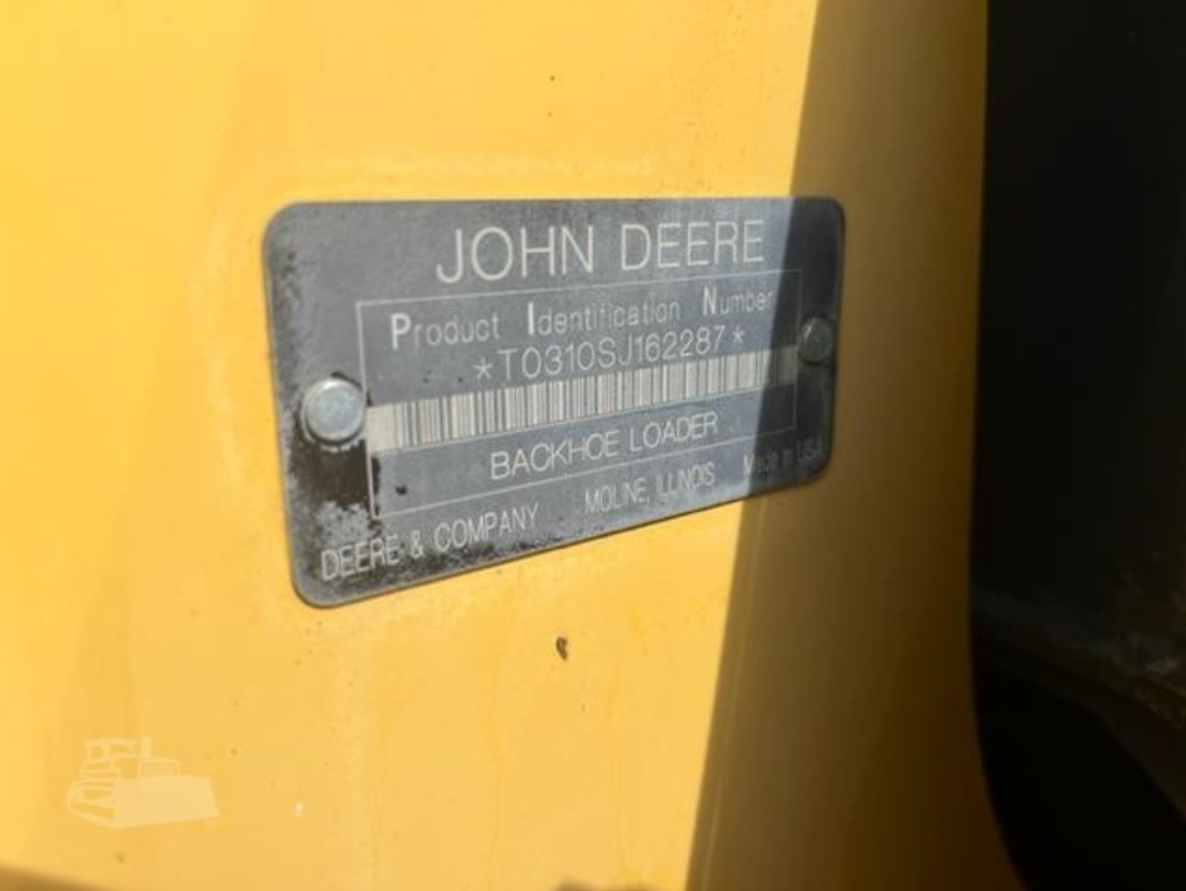 JOHN DEERE
Product Identification Number
*T0310SJ162287*
BACKHOE LOADER
DEERE & COMPANY MOLINE, ILLINOIS Made in USA